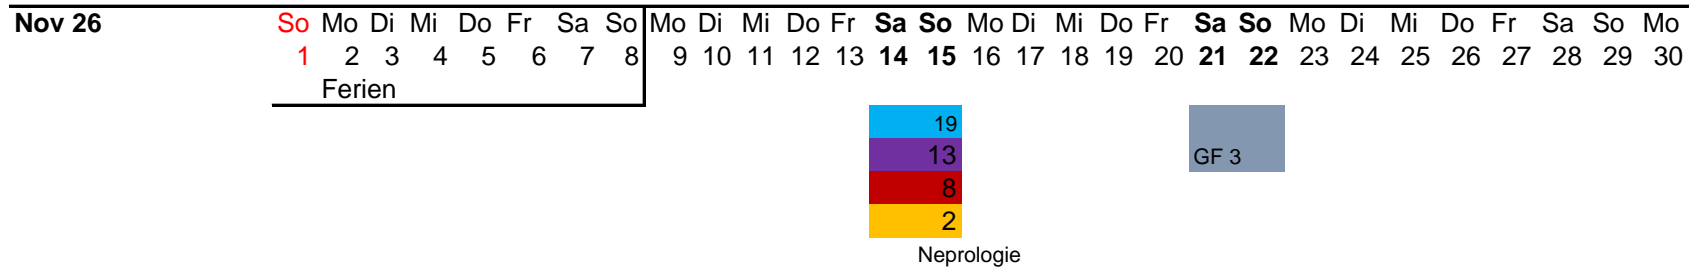 Nov 26 So Mo Di Mi Do Fr Sa So Mo Di Mi Do Fr Sa So Mo Di Mi Do Fr Sa So Mo Di Mi Do Fr Sa So Mo
1 2 3 4 5 6 7 8 9 10 11 12 13 14 15 16 17 18 19 20 21 22 23 24 25 26 27 28 29 30
Ferien
19
13 GF 3
8
2
Neprologie